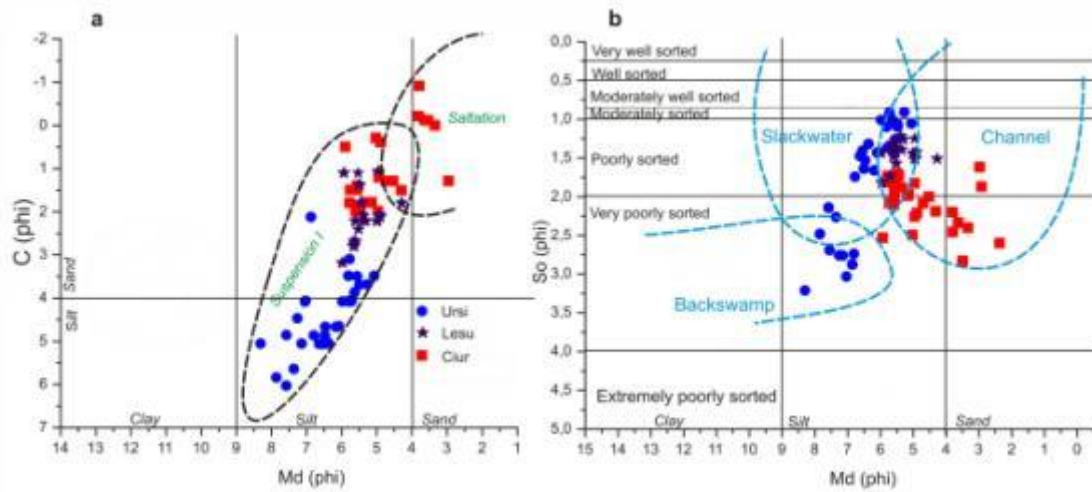 a
-2
-1
0
1
2
3
4
5
6
7
C (phi)
Sand
Silt
Saltation
Suspension I
Ursi
Lesu
Ciur
Clay
Silt
Sand
14 13 12 11 10 9 8 7 6 5 4 3 2 1
Md (phi)
b
0,0
0,5
1,0
1,5
2,0
2,5
3,0
3,5
4,0
4,5
5,0
So (phi)
Very well sorted
Well sorted
Moderately well sorted
Moderately sorted
Slackwater
Channel
Poorly sorted
Very poorly sorted
Backswamp
Extremely poorly sorted
Clay
Silt
Sand
15 14 13 12 11 10 9 8 7 6 5 4 3 2 1 0
Md (phi)